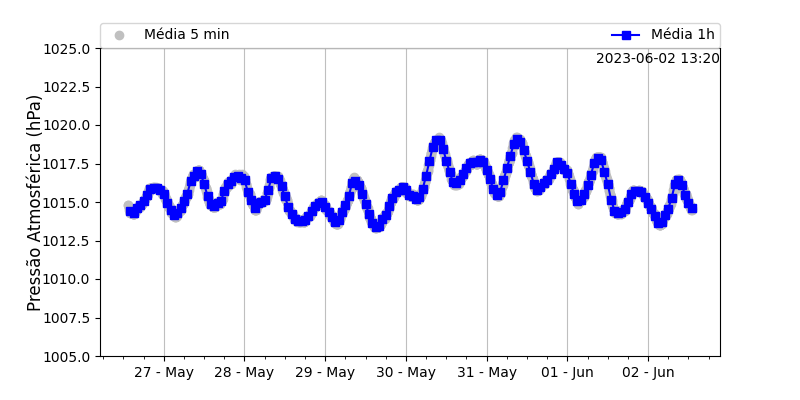 Média 5 min
Média 1h
2023-06-02 13:20
Pressão Atmosférica (hPa)
1025.0
1022.5
1020.0
1017.5
1015.0
1012.5
1010.0
1007.5
1005.0
27 - May
28 - May
29 - May
30 - May
31 - May
01 - Jun
02 - Jun